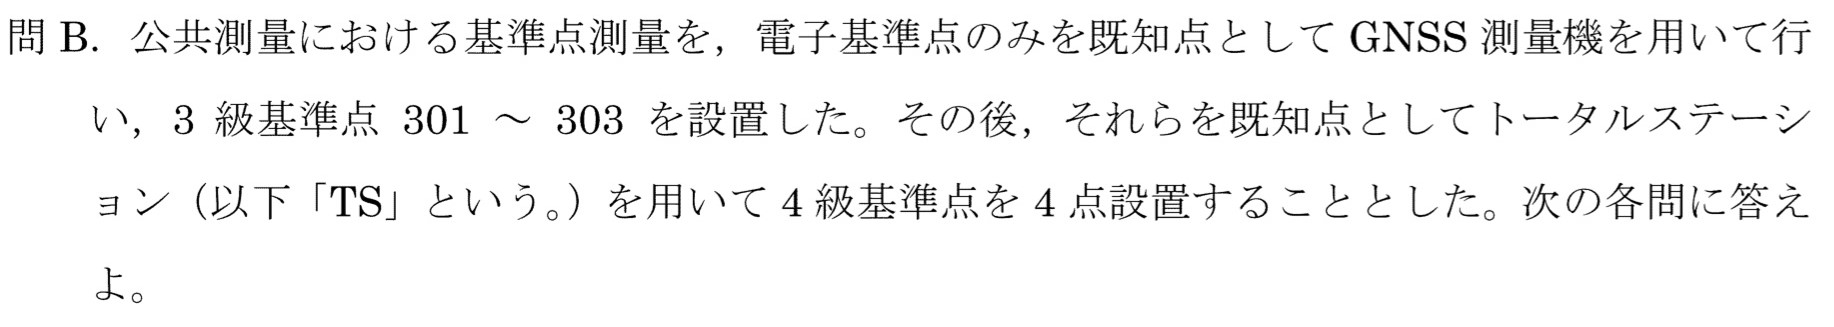 問 B. 公共測量における基準点測量を，電子基準点のみを既知点として GNSS 測量機を用いて行
い，3 級基準点 301 ～ 303 を設置した。その後，それらを既知点としてトータルステーシ
ョン（以下「TS」という。）を用いて 4 級基準点を 4 点設置することとした。次の各問に答え
よ。